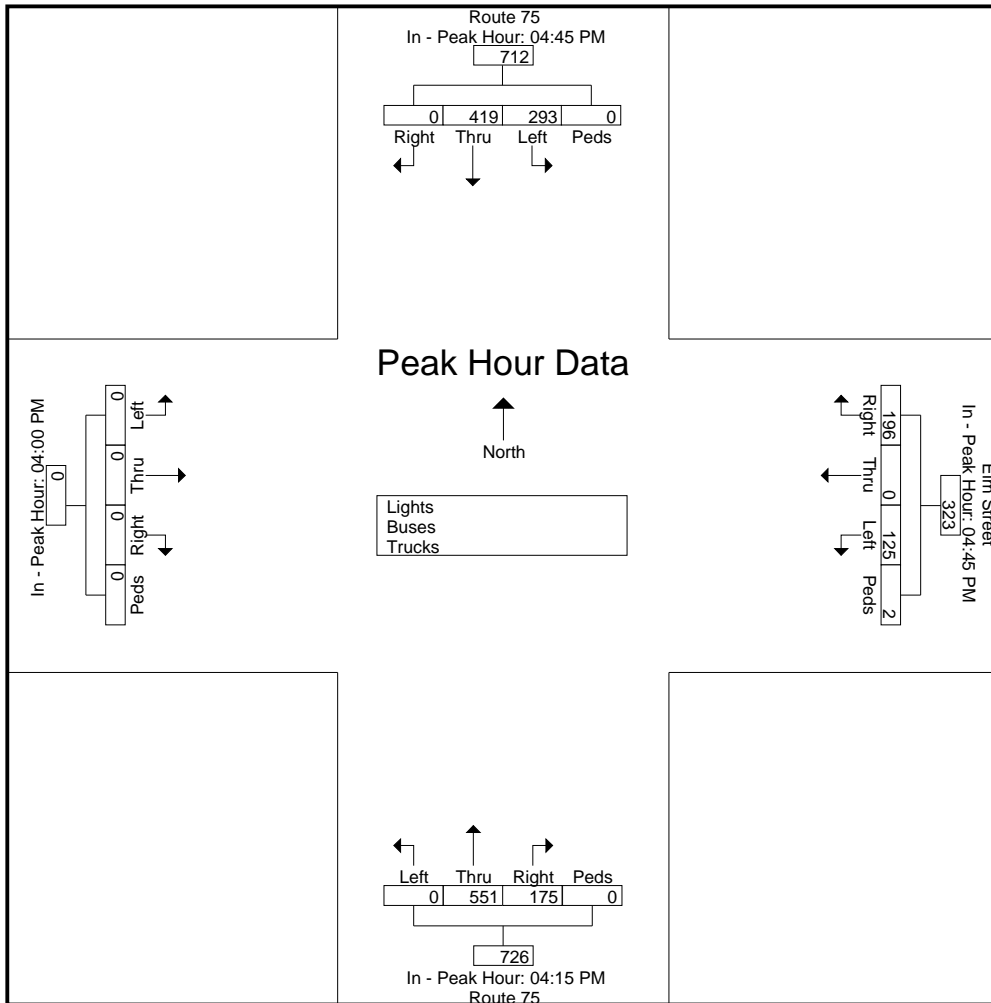 Route 75
In - Peak Hour: 04:45 PM
712
0 419 293 0
Right Thru Left Peds
Peak Hour Data
North
Lights
Buses
Trucks
0 0 0 0
Left Thru Right Peds
0
In - Peak Hour: 04:00 PM
Elm Street
In - Peak Hour: 04:45 PM
323
196 0 125 2
Right Thru Left Peds
Left Thru Right Peds
0 551 175 0
726
In - Peak Hour: 04:15 PM
Route 75